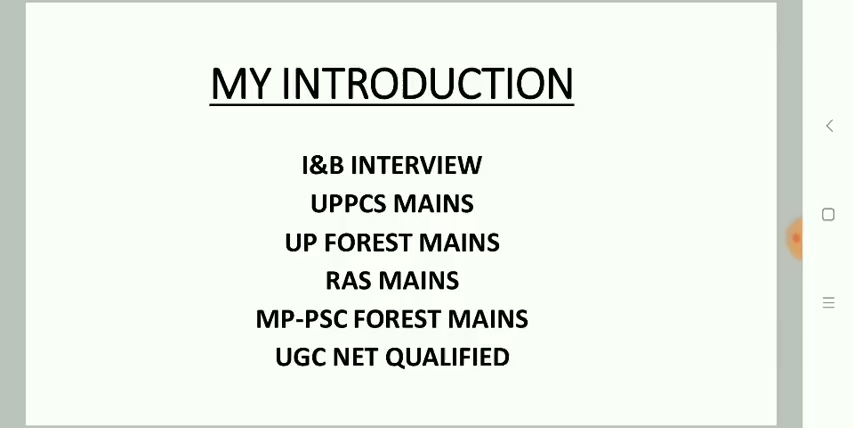 MY INTRODUCTION
I&B INTERVIEW
UPPCS MAINS
UP FOREST MAINS
RAS MAINS
MP-PSC FOREST MAINS
UGC NET QUALIFIED